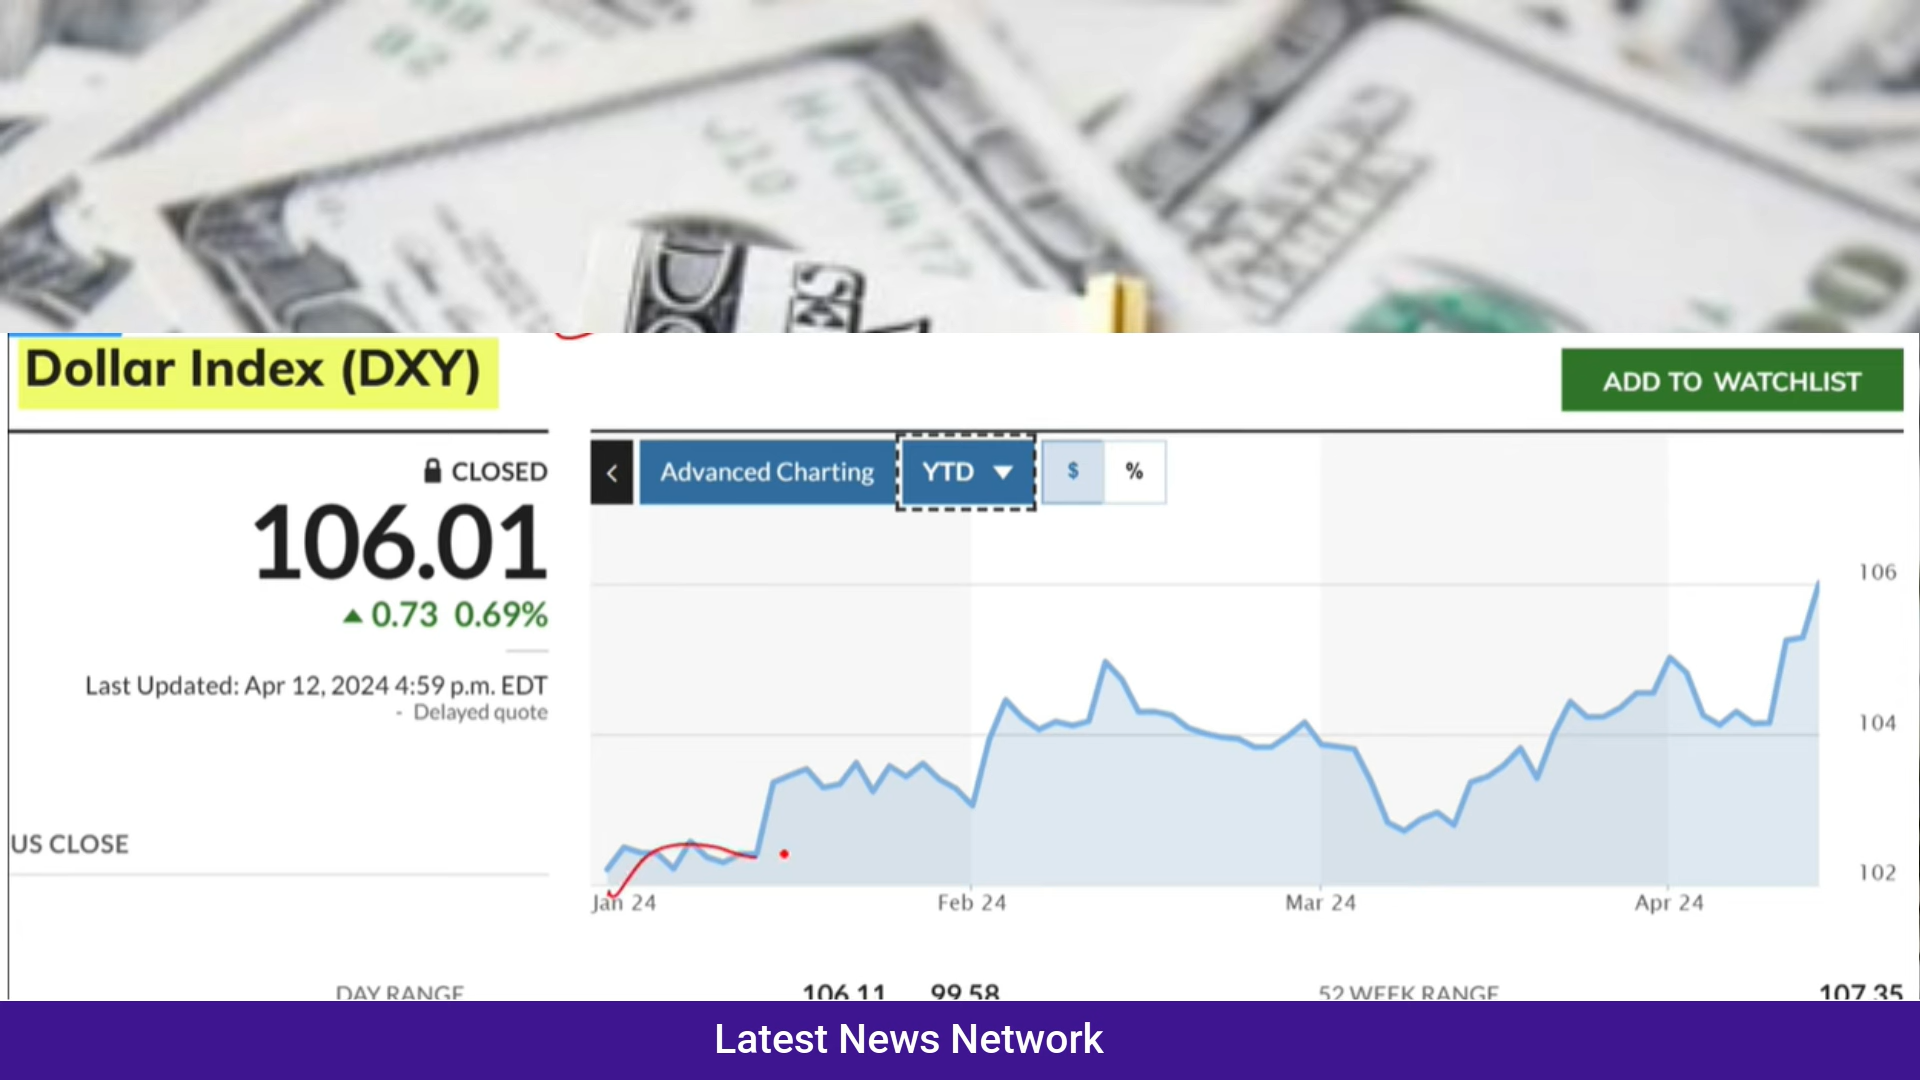 J10
Dollar Index (DXY)
ADD TO WATCHLIST
CLOSED
Advanced Charting
YTD
$
%
106.01
0.73 0.69%
Last Updated: Apr 12, 2024 4:59 p.m. EDT
- Delayed quote
US CLOSE
106
104
102
Jan 24
Feb 24
Mar 24
Apr 24
DAY RANGE
106.11
99.58
52 WEEK RANGE
107.35
Latest News Network